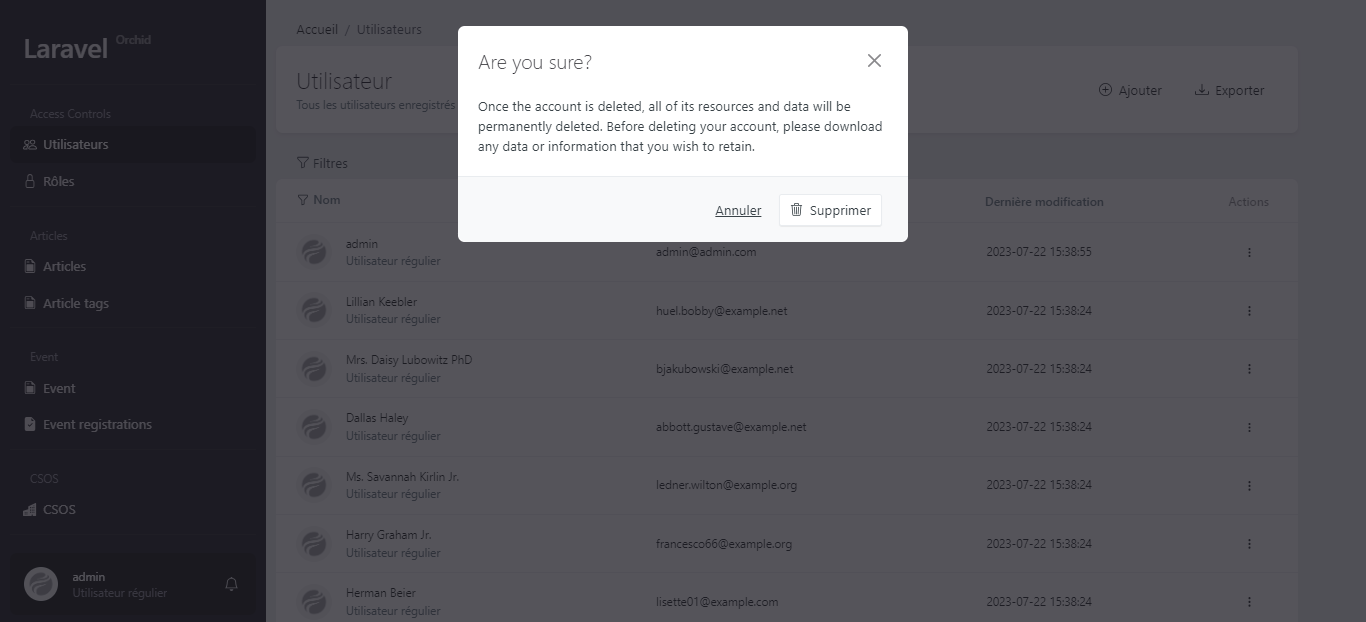 Laravel Orchid
Access Controls
Utilisateurs
Rôles
Articles
Articles
Article tags
Event
Event
Event registrations
CSOS
CSOS
admin
Utilisateur régulier
Accueil / Utilisateurs
Utilisateur
Tous les utilisateurs enregistrés
Ajouter
Exporter
Are you sure?
Once the account is deleted, all of its resources and data will be
permanently deleted. Before deleting your account, please download
any data or information that you wish to retain.
Annuler
Supprimer
Filtres
Nom
Dernière modification
Actions
admin
Utilisateur régulier
admin@admin.com
2023-07-22 15:38:55
Lillian Keebler
Utilisateur régulier
huel.bobby@example.net
2023-07-22 15:38:24
Mrs. Daisy Lubowitz PhD
Utilisateur régulier
bjakubowski@example.net
2023-07-22 15:38:24
Dallas Haley
Utilisateur régulier
abbott.gustave@example.net
2023-07-22 15:38:24
Ms. Savannah Kirlin Jr.
Utilisateur régulier
ledner.wilton@example.org
2023-07-22 15:38:24
Harry Graham Jr.
Utilisateur régulier
francesco66@example.org
2023-07-22 15:38:24
Herman Beier
Utilisateur régulier
lisette01@example.com
2023-07-22 15:38:24